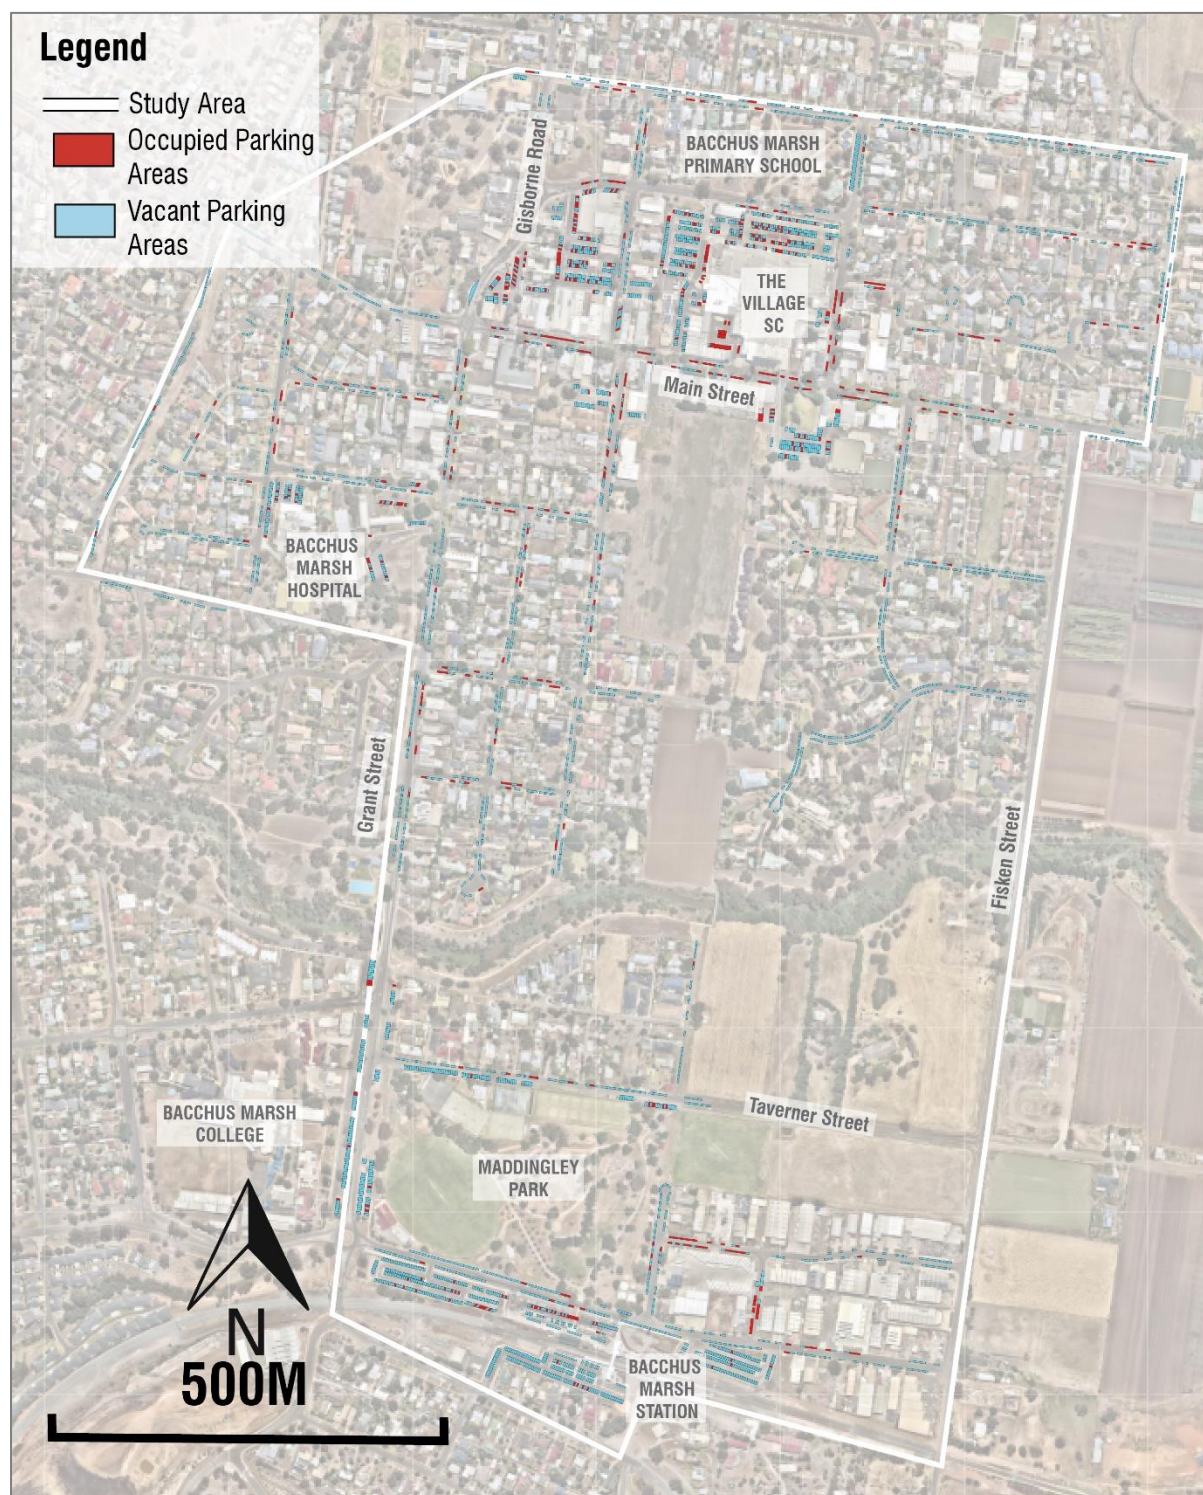 Legend
Study Area
Occupied Parking
Areas
Vacant Parking
Areas
Gisborne Road
BACCHUS MARSH
PRIMARY SCHOOL
THE
VILLAGE
SC
Main Street
BACCHUS
MARSH
HOSPITAL
Grant Street
Fisken Street
BACCHUS MARSH
COLLEGE
Taverner Street
MADDINGLEY
PARK
N
500M
BACCHUS
MARSH
STATION